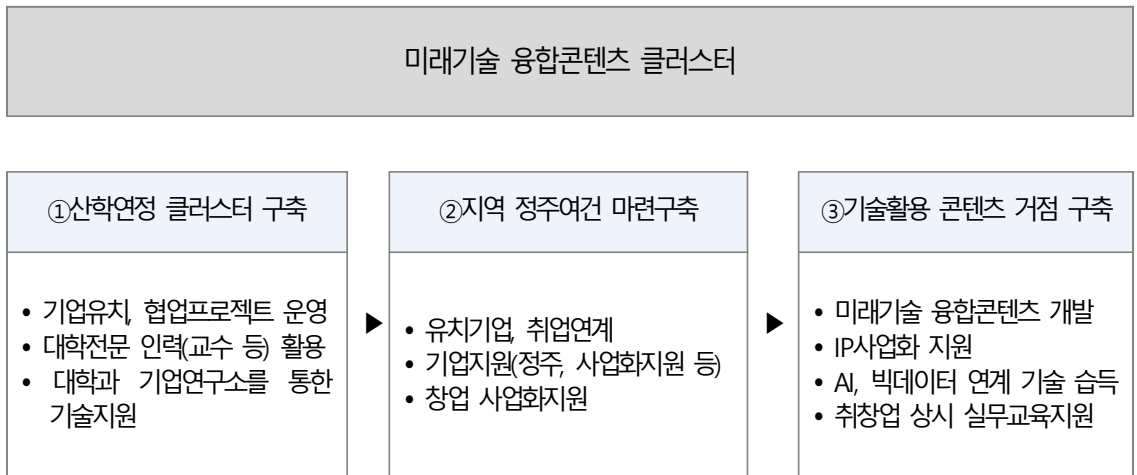 미래기술 융합콘텐츠 클러스터
①산학연정 클러스터 구축
• 기업유치, 협업프로젝트 운영
• 대학전문 인력(교수 등) 활용
• 대학과 기업연구소를 통한
기술지원
▶
②지역 정주여건 마련구축
• 유치기업, 취업연계
• 기업지원(정주, 사업화지원 등)
• 창업 사업화지원
▶
③기술활용 콘텐츠 거점 구축
• 미래기술 융합콘텐츠 개발
• IP사업화 지원
• AI, 빅데이터 연계 기술 습득
• 취창업 상시 실무교육지원